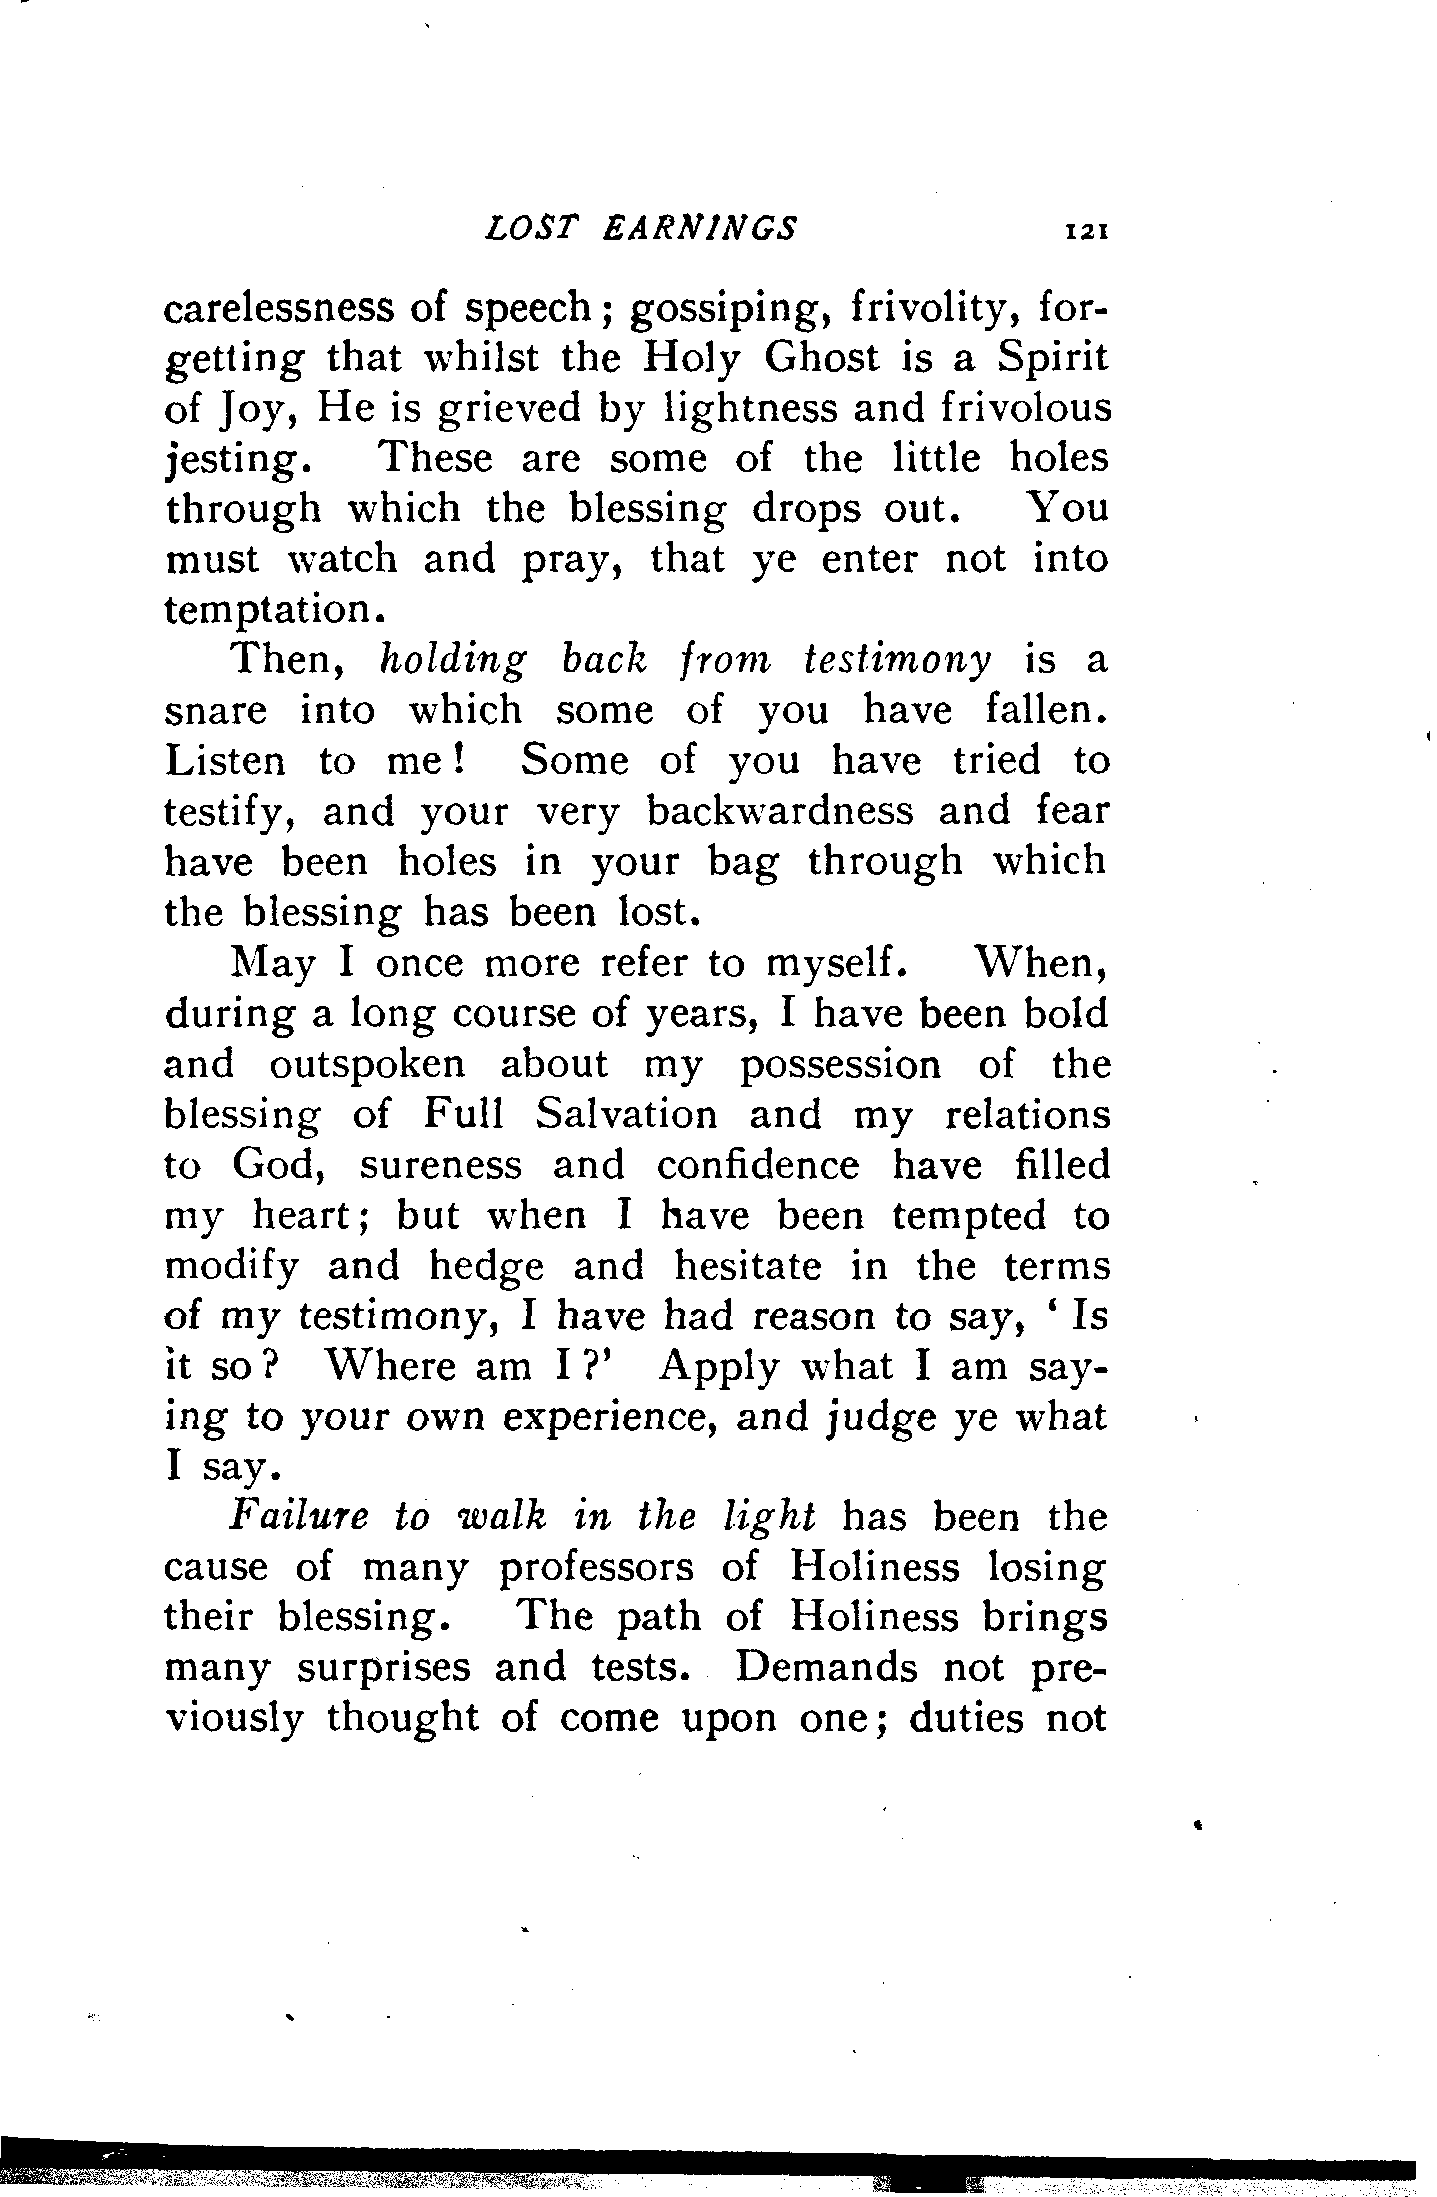 LOST EARNINGS 121
carelessness of speech; gossiping, frivolity, for-
getting that whilst the Holy Ghost is a Spirit
of Joy, He is grieved by lightness and frivolous
jesting. These are some of the little holes
through which the blessing drops out. You
must watch and pray, that ye enter not into
temptation.
Then, holding back from testimony is a
snare into which some of you have fallen.
Listen to me! Some of you have tried to
testify, and your very backwardness and fear
have been holes in your bag through which
the blessing has been lost.
May I once more refer to myself. When,
during a long course of years, I have been bold
and outspoken about my possession of the
blessing of Full Salvation and my relations
to God, sureness and confidence have filled
my heart; but when I have been tempted to
modify and hedge and hesitate in the terms
of my testimony, I have had reason to say, ‘ Is
it so? Where am I?’ Apply what I am say-
ing to your own experience, and judge ye what
I say.
Failure to walk in the light has been the
cause of many professors of Holiness losing
their blessing. The path of Holiness brings
many surprises and tests. Demands not pre-
viously thought of come upon one; duties not